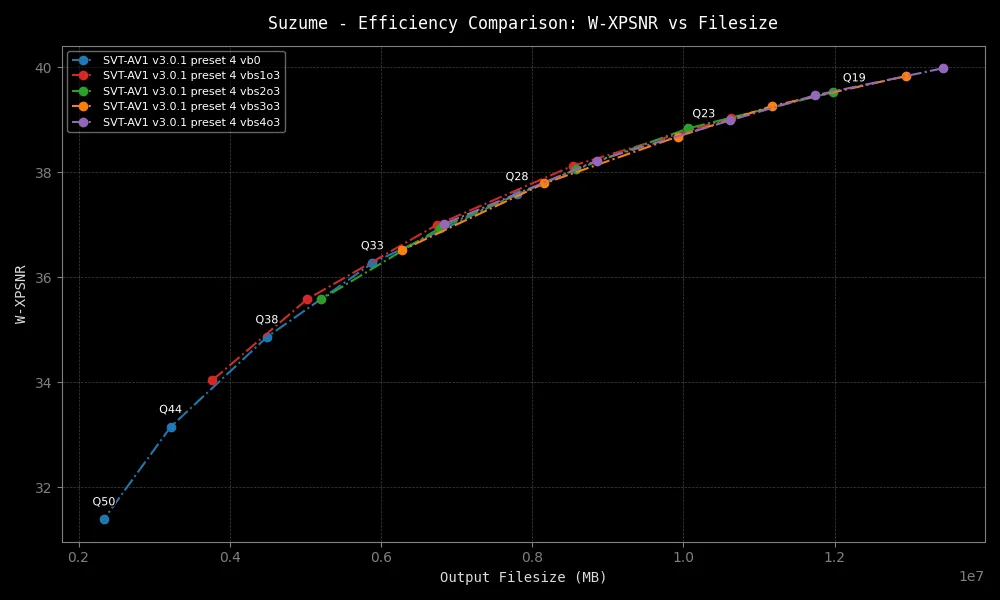 Suzume - Efficiency Comparison: W-XPSNR vs Filesize
SVT-AV1 v3.0.1 preset 4 vb0
SVT-AV1 v3.0.1 preset 4 vbs1o3
SVT-AV1 v3.0.1 preset 4 vbs2o3
SVT-AV1 v3.0.1 preset 4 vbs3o3
SVT-AV1 v3.0.1 preset 4 vbs4o3
40
38
36
34
32
W-XPSNR
Q19
Q23
Q28
Q33
Q38
Q44
Q50
0.2 0.4 0.6 0.8 1.0 1.2
1e7
Output Filesize (MB)